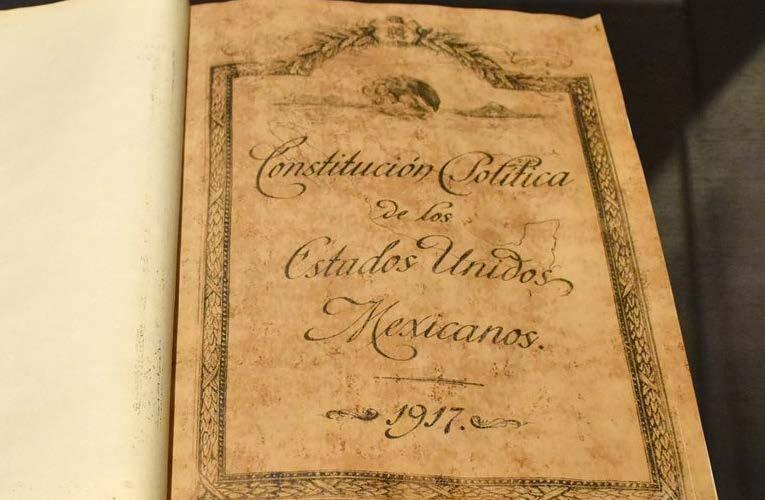 Constitución Política
de los
Estados Unidos
Mexicanos.
1917.